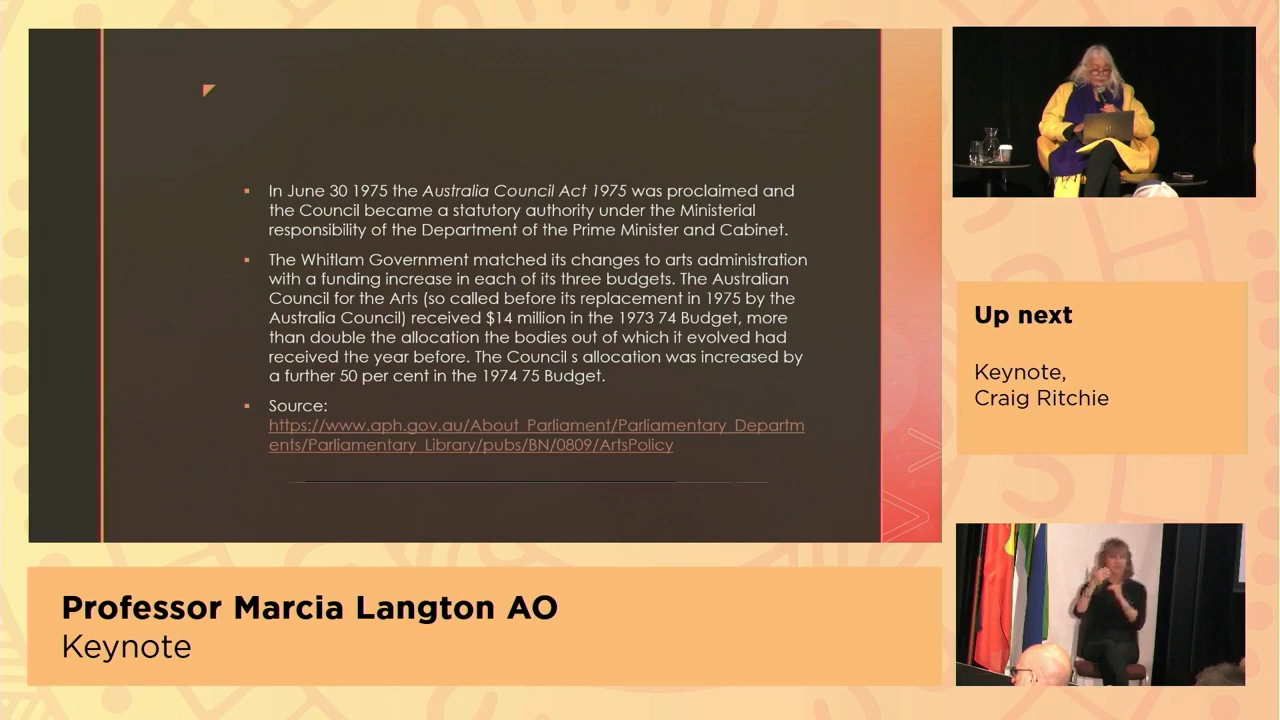 In June 30 1975 the Australia Council Act 1975 was proclaimed and
the Council became a statutory authority under the Ministerial
responsibility of the Department of the Prime Minister and Cabinet.
The Whitlam Government matched its changes to arts administration
with a funding increase in each of its three budgets. The Australian
Council for the Arts (so called before its replacement in 1975 by the
Australia Council) received $14 million in the 1973 74 Budget, more
than double the allocation the bodies out of which it evolved had
received the year before. The Council s allocation was increased by
a further 50 per cent in the 1974 75 Budget.
Source:
https://www.aph.gov.au/About_Parliament/Parliamentary_Departm
ents/Parliamentary_Library/pubs/BN/0809/ArtsPolicy
Up next
Keynote,
Craig Ritchie
Professor Marcia Langton AO
Keynote